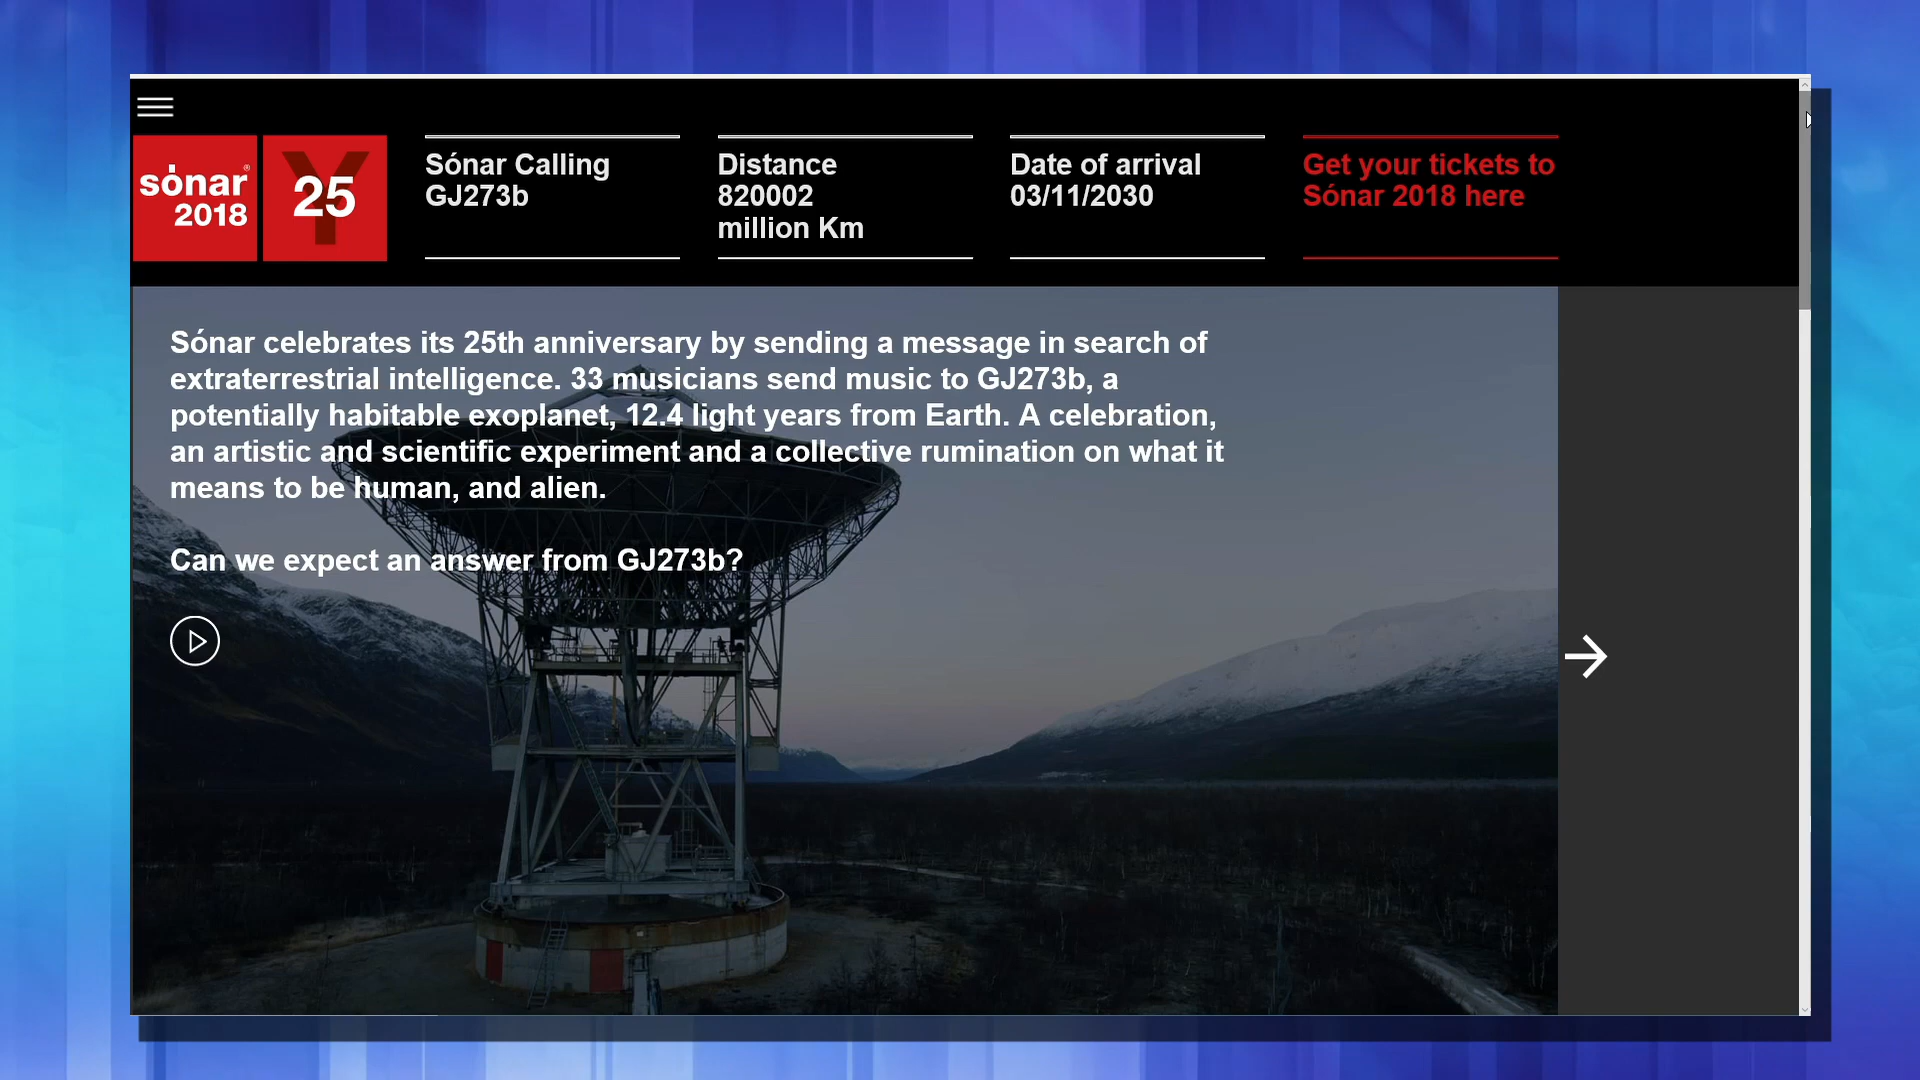 sónar®
2018
Y
25
Sónar Calling
GJ273b
Distance
820002
million Km
Date of arrival
03/11/2030
Get your tickets to
Sónar 2018 here
Sónar celebrates its 25th anniversary by sending a message in search of
extraterrestrial intelligence. 33 musicians send music to GJ273b, a
potentially habitable exoplanet, 12.4 light years from Earth. A celebration,
an artistic and scientific experiment and a collective rumination on what it
means to be human, and alien.
Can we expect an answer from GJ273b?